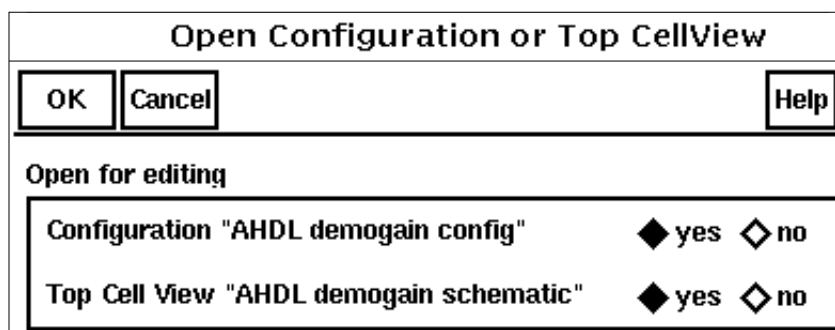 Open Configuration or Top CellView
OK Cancel Help
Open for editing
Configuration "AHDL demogain config" yes no
Top Cell View "AHDL demogain schematic" yes no